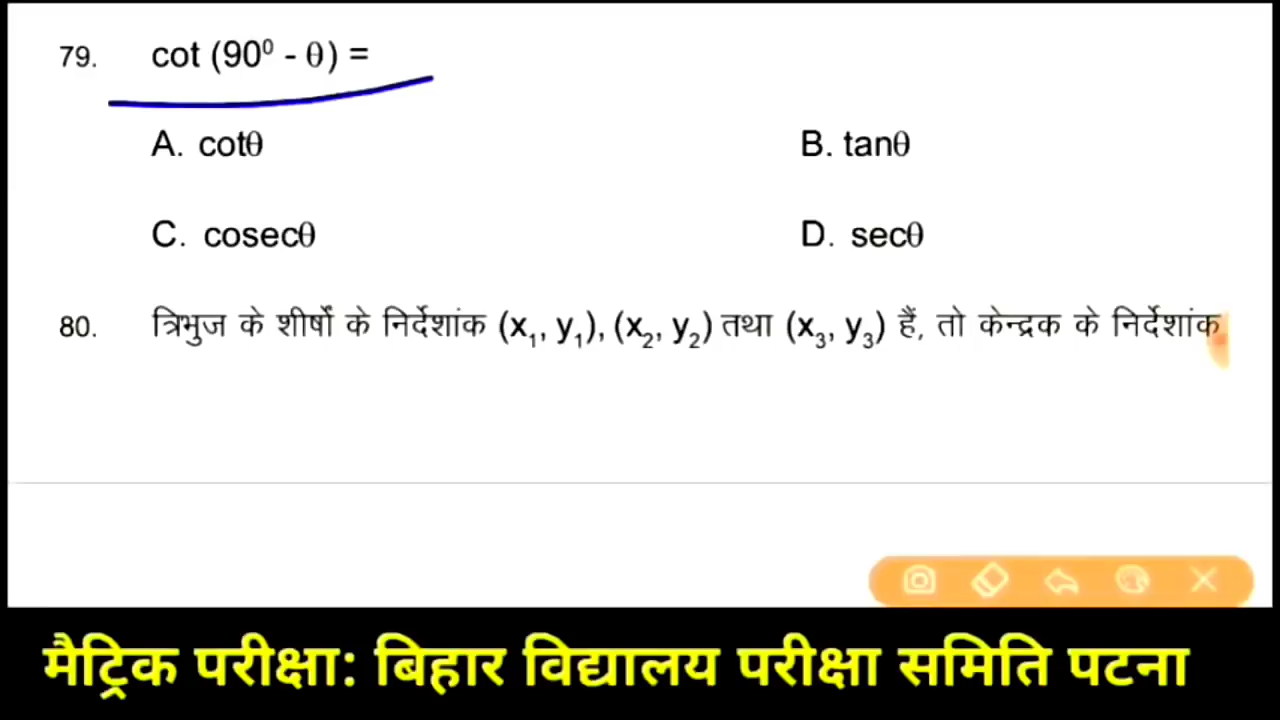 79. cot (90⁰ - θ) =
A. cotθ B. tanθ
C. cosecθ D. secθ
80. त्रिभुज के शीर्षों के निर्देशांक (x₁, y₁), (x₂, y₂) तथा (x₃, y₃) हैं, तो केन्द्रक के निर्देशांक
मैट्रिक परीक्षा: बिहार विद्यालय परीक्षा समिति पटना